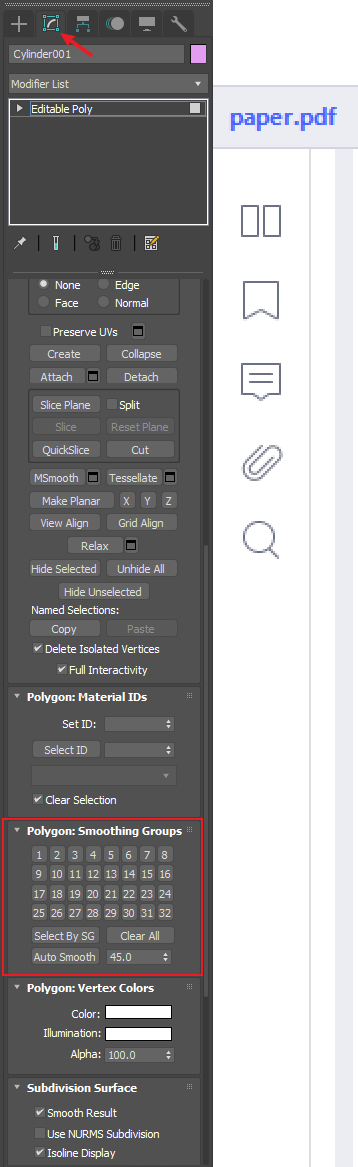 Cylinder001
Modifier List
Editable Poly
paper.pdf
None Edge
Face Normal
Preserve UVs
Create Collapse
Attach Detach
Slice Plane Split
Slice Reset Plane
QuickSlice Cut
MSmooth Tessellate
Make Planar X Y Z
View Align Grid Align
Relax
Hide Selected Unhide All
Hide Unselected
Named Selections:
Copy Paste
Delete Isolated Vertices
Full Interactivity
Polygon: Material IDs
Set ID:
Select ID
Clear Selection
Polygon: Smoothing Groups
1 2 3 4 5 6 7 8
9 10 11 12 13 14 15 16
17 18 19 20 21 22 23 24
25 26 27 28 29 30 31 32
Select By SG Clear All
Auto Smooth 45.0
Polygon: Vertex Colors
Color:
Illumination:
Alpha: 100.0
Subdivision Surface
Smooth Result
Use NURMS Subdivision
Isoline Display